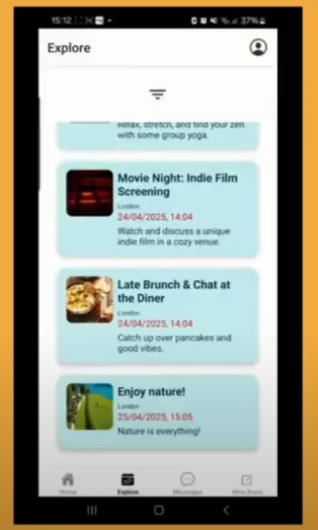 15:12
37%
Explore
Relax, stretch, and find your zen
with some group yoga.
Movie Night: Indie Film
Screening
London
24/04/2025, 14:04
Watch and discuss a unique
indie film in a cozy venue.
Late Brunch & Chat at
the Diner
London
24/04/2025, 14:04
Catch up over pancakes and
good vibes.
Enjoy nature!
London
25/04/2025, 15:05
Nature is everything!
Home
Explore
Messages